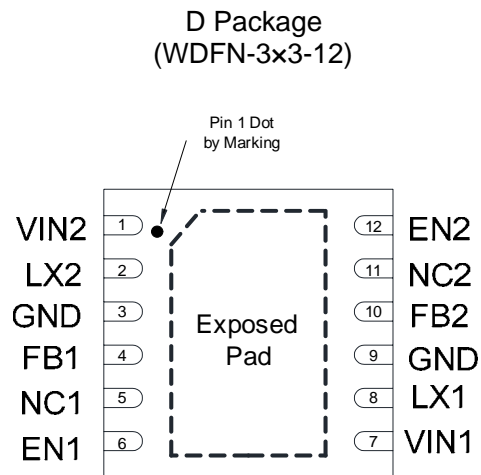 D Package
(WDFN-3×3-12)
Pin 1 Dot
by Marking
VIN2 1 12 EN2
LX2 2 11 NC2
GND 3 10 FB2
FB1 4 9 GND
NC1 5 8 LX1
EN1 6 7 VIN1
Exposed
Pad